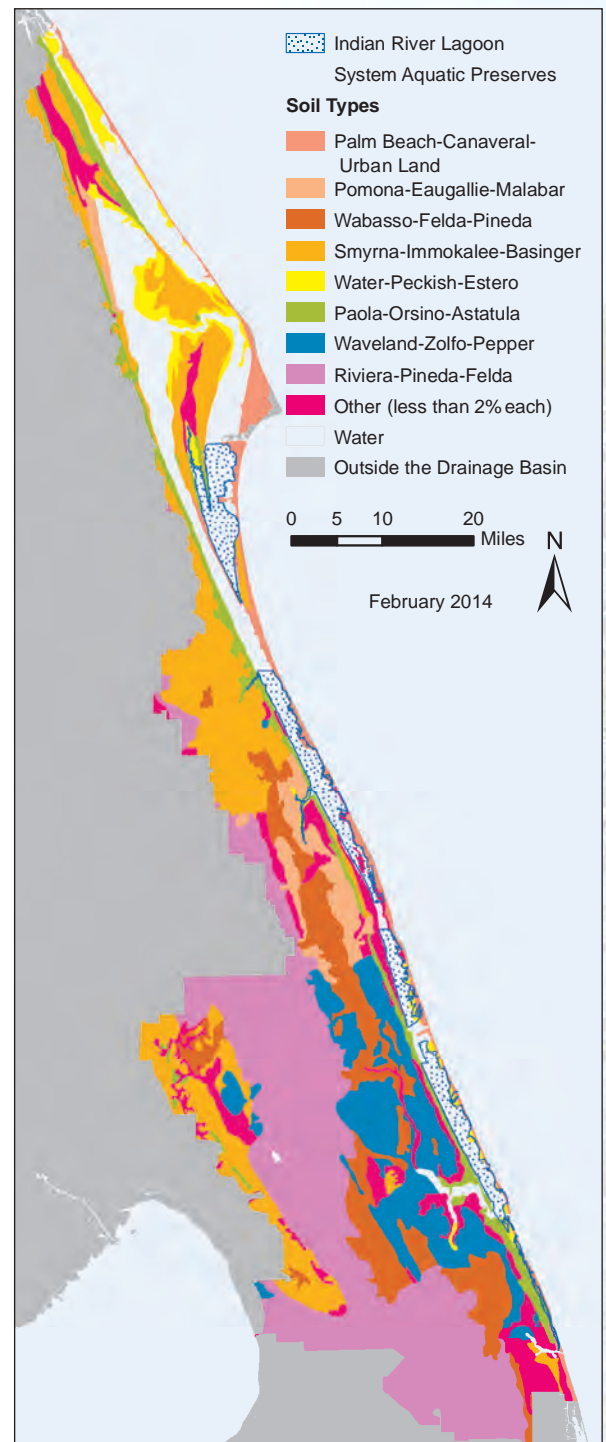 Indian River Lagoon
System Aquatic Preserves
Soil Types
Palm Beach-Canaveral-
Urban Land
Pomona-Eaugallie-Malabar
Wabasso-Felda-Pineda
Smyrna-Immokalee-Basinger
Water-Peckish-Estero
Paola-Orsino-Astatula
Waveland-Zolfo-Pepper
Riviera-Pineda-Felda
Other (less than 2% each)
Water
Outside the Drainage Basin
0 5 10 20
Miles
N
February 2014